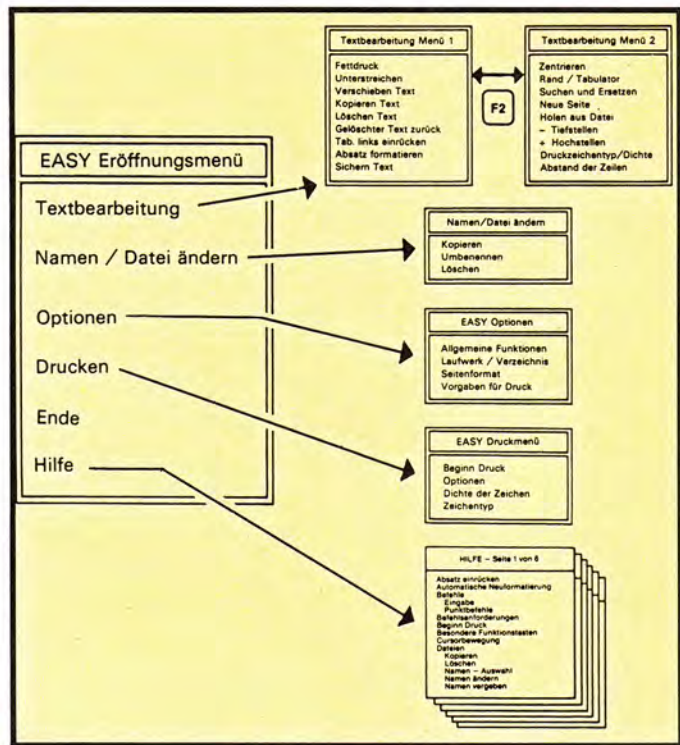 Textbearbeitung Menü 1
Fettdruck
Unterstreichen
Verschieben Text
Kopieren Text
Löschen Text
Gelöschter Text zurück
Tab. links einrücken
Absatz formatieren
Sichern Text
F2
Textbearbeitung Menü 2
Zentrieren
Rand / Tabulator
Suchen und Ersetzen
Neue Seite
Holen aus Datei
– Tiefstellen
+ Hochstellen
Druckzeichentyp/Dichte
Abstand der Zeilen
EASY Eröffnungsmenü
Textbearbeitung
Namen / Datei ändern
Optionen
Drucken
Ende
Hilfe
Namen/Datei ändern
Kopieren
Umbenennen
Löschen
EASY Optionen
Allgemeine Funktionen
Laufwerk / Verzeichnis
Seitenformat
Vorgaben für Druck
EASY Druckmenü
Beginn Druck
Optionen
Dichte der Zeichen
Zeichentyp
HILFE – Seite 1 von 6
Absatz einrücken
Automatische Neuformatierung
Befehle
Eingabe
Punktbefehle
Befehlsanforderungen
Beginn Druck
Besondere Funktionstasten
Cursorbewegung
Dateien
Kopieren
Löschen
Namen – Auswahl
Namen ändern
Namen vergeben